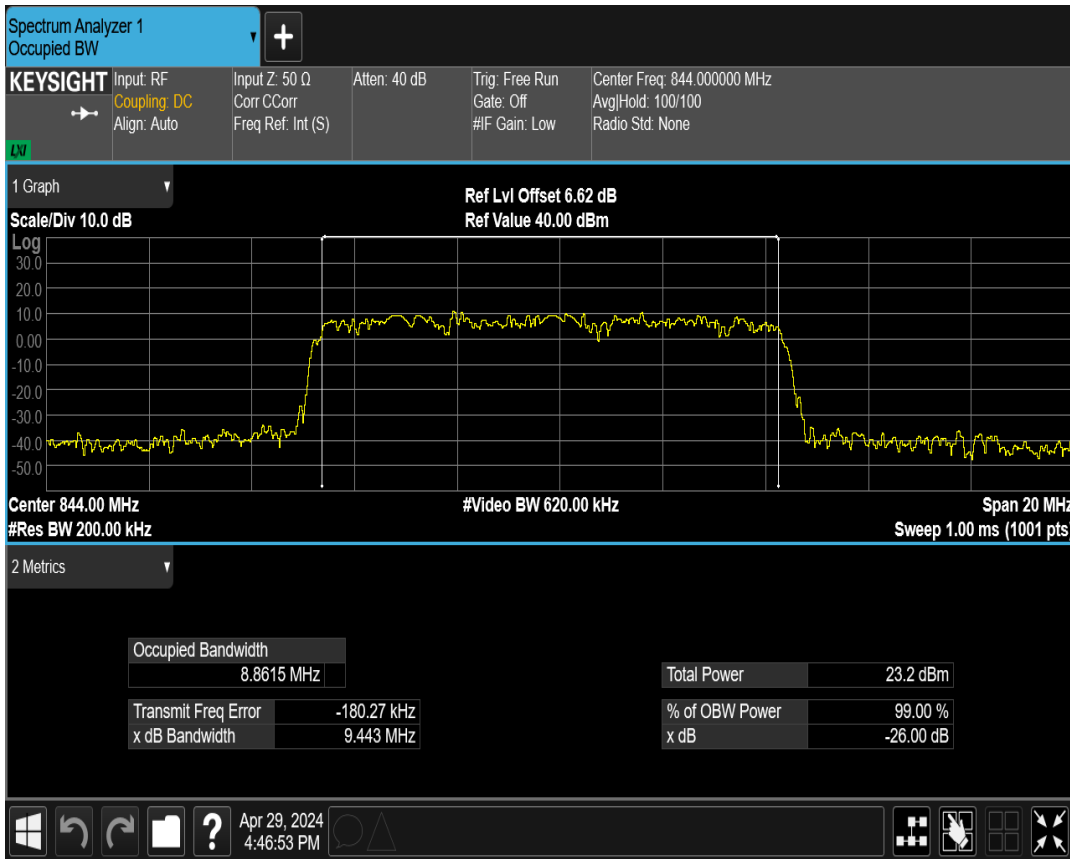 Spectrum Analyzer 1
Occupied BW
+
KEYSIGHT
LXI
Input: RF
Coupling: DC
Align: Auto
Input Z: 50 Ω
Corr CCorr
Freq Ref: Int (S)
Atten: 40 dB
Trig: Free Run
Gate: Off
#IF Gain: Low
Center Freq: 844.000000 MHz
Avg|Hold: 100/100
Radio Std: None
1 Graph
Scale/Div 10.0 dB
Ref Lvl Offset 6.62 dB
Ref Value 40.00 dBm
Log
30.0
20.0
10.0
0.00
-10.0
-20.0
-30.0
-40.0
-50.0
Center 844.00 MHz
#Video BW 620.00 kHz
Span 20 MHz
#Res BW 200.00 kHz
Sweep 1.00 ms (1001 pts)
2 Metrics
Occupied Bandwidth
8.8615 MHz
Total Power 23.2 dBm
Transmit Freq Error -180.27 kHz
% of OBW Power 99.00 %
x dB Bandwidth 9.443 MHz
x dB -26.00 dB
?
Apr 29, 2024
4:46:53 PM